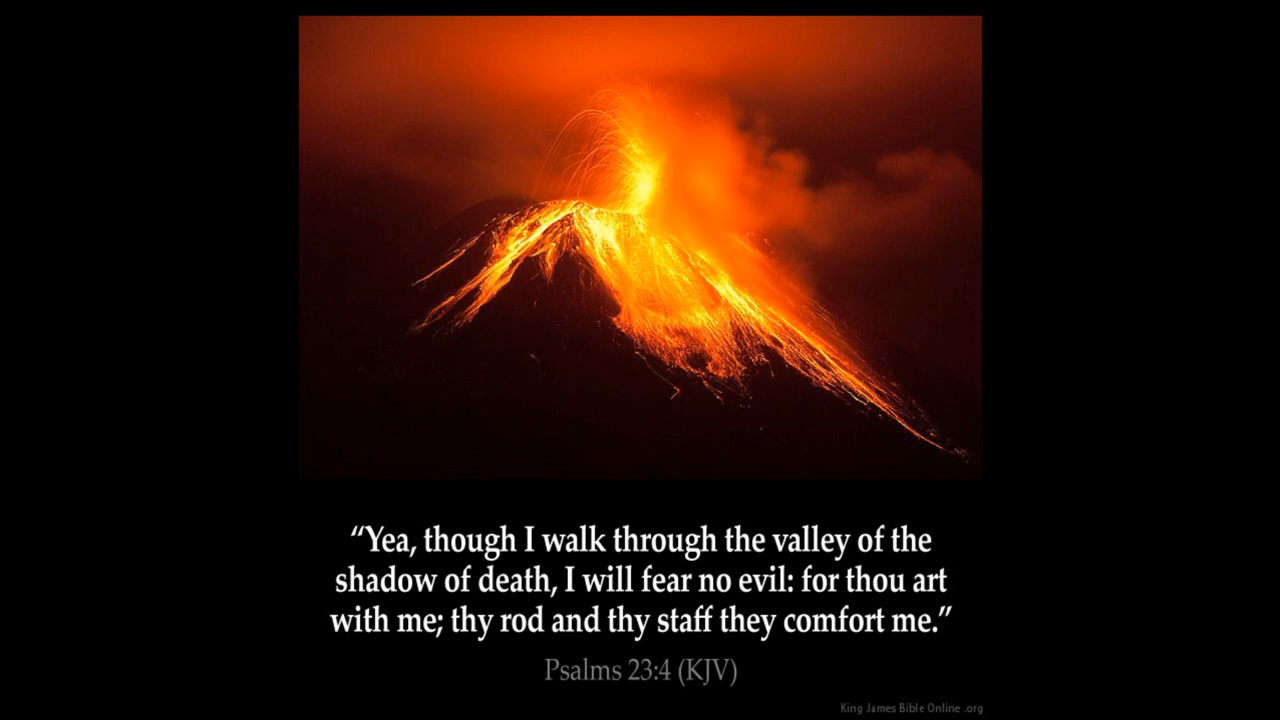 “Yea, though I walk through the valley of the
shadow of death, I will fear no evil: for thou art
with me; thy rod and thy staff they comfort me.”
Psalms 23:4 (KJV)
King James Bible Online .org